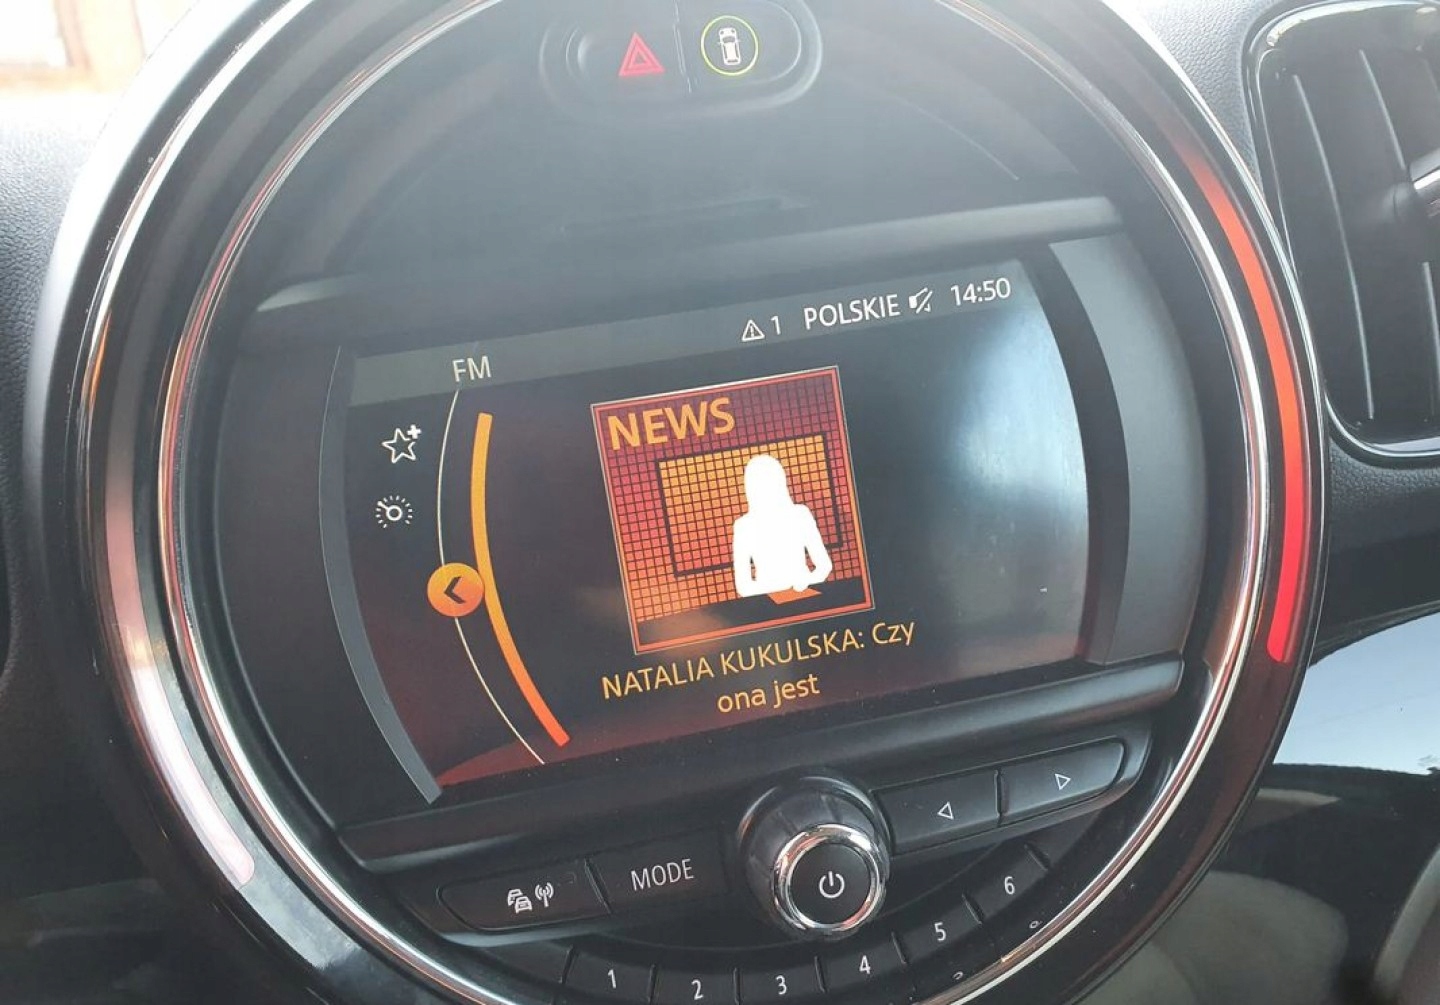 1 POLSKIE 14:50
FM
NEWS
NATALIA KUKULSKA: Czy
ona jest
MODE
1 2 3 4 5 6